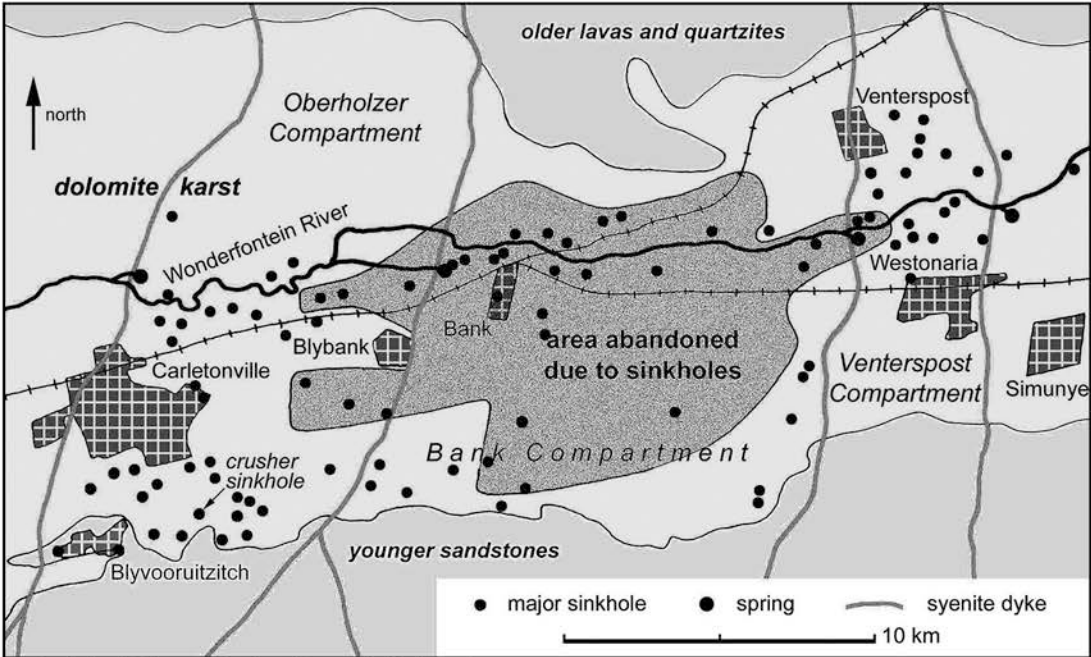 older lavas and quartzites
Oberholzer
Compartment
Venterspost
north
dolomite karst
Wonderfontein River
Westonaria
Bank
Blybank
area abandoned
due to sinkholes
Carletonville
Venterspost
Compartment
Simunye
Bank Compartment
crusher
sinkhole
younger sandstones
Blyvooruitzitch
major sinkhole
spring
syenite dyke
10 km